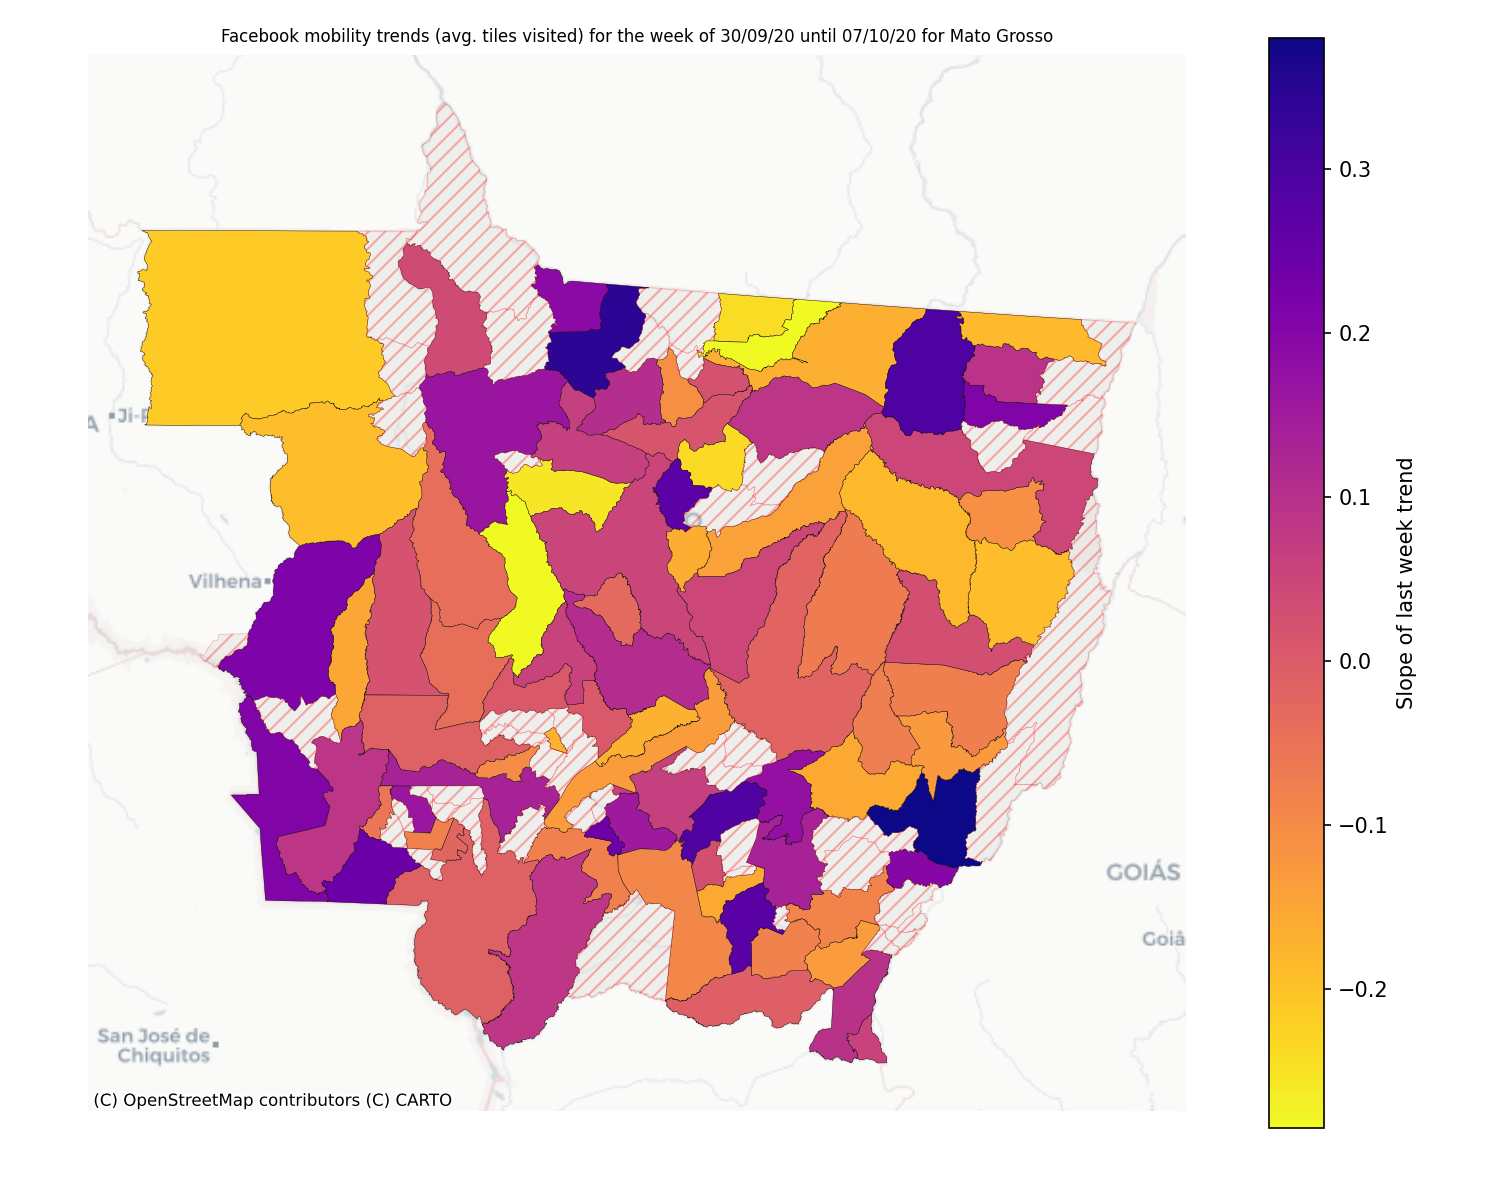 Facebook mobility trends (avg. tiles visited) for the week of 30/09/20 until 07/10/20 for Mato Grosso
0.3
0.2
Ji-P
0.1
Vilhena
0.0
Slope of last week trend
−0.1
GOIÁS
Goiâ
−0.2
San José de
Chiquitos
(C) OpenStreetMap contributors (C) CARTO